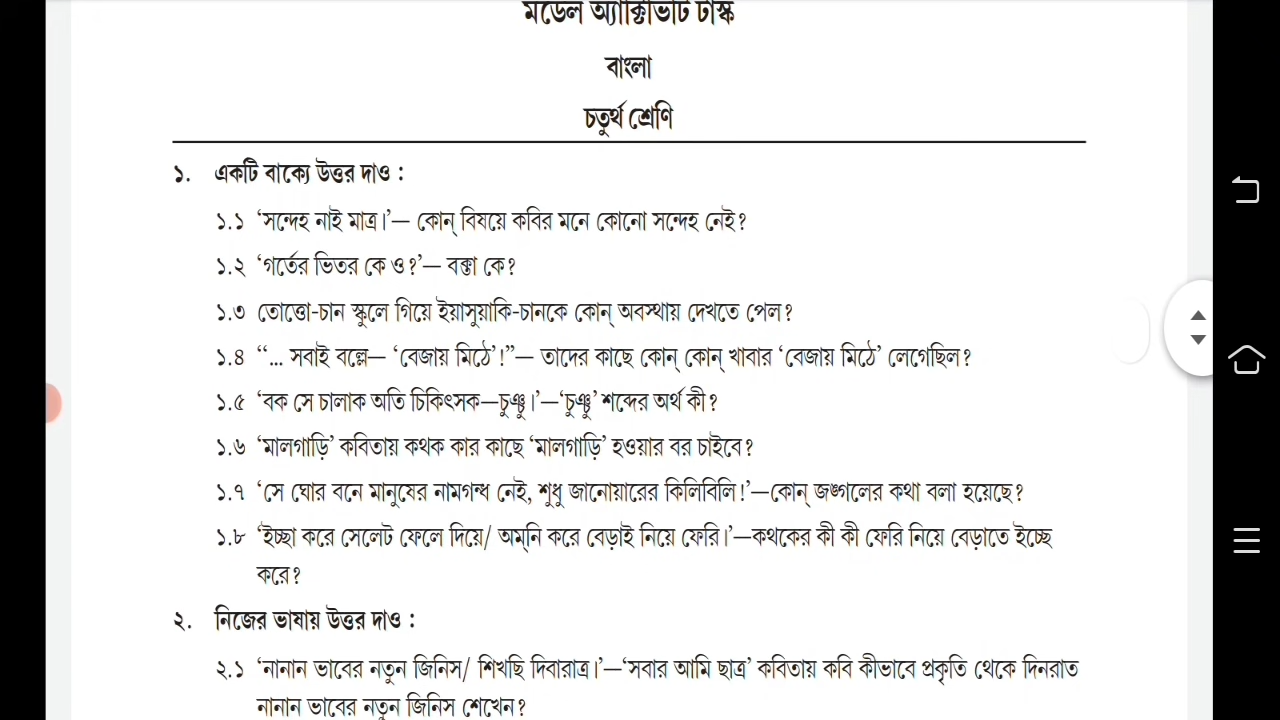 মডেল অ্যাক্টিভিটি টাস্ক
বাংলা
চতুর্থ শ্রেণি
১. একটি বাক্যে উত্তর দাও :
১.১ ‘সন্দেহ নাই মাত্র।’— কোন্ বিষয়ে কবির মনে কোনো সন্দেহ নেই?
১.২ ‘গর্তের ভিতর কে ও?’— বক্তা কে?
১.৩ তোত্তো-চান স্কুলে গিয়ে ইয়াসুয়াকি-চানকে কোন্ অবস্থায় দেখতে পেল?
১.৪ “... সবাই বল্লে— ‘বেজায় মিঠে’!”— তাদের কাছে কোন্ কোন্ খাবার ‘বেজায় মিঠে’ লেগেছিল?
১.৫ ‘বক সে চালাক অতি চিকিৎসক—চুঞ্চু।’—‘চুঞ্চু’ শব্দের অর্থ কী?
১.৬ ‘মালগাড়ি’ কবিতায় কথক কার কাছে ‘মালগাড়ি’ হওয়ার বর চাইবে?
১.৭ ‘সে ঘোর বনে মানুষের নামগন্ধ নেই, শুধু জানোয়ারের কিলিবিলি!’—কোন্ জঙ্গলের কথা বলা হয়েছে?
১.৮ ‘ইচ্ছা করে সেলেট ফেলে দিয়ে/ অম্‌নি করে বেড়াই নিয়ে ফেরি।’—কথকের কী কী ফেরি নিয়ে বেড়াতে ইচ্ছে
করে?
২. নিজের ভাষায় উত্তর দাও :
২.১ ‘নানান ভাবের নতুন জিনিস/ শিখছি দিবারাত্র।’—‘সবার আমি ছাত্র’ কবিতায় কবি কীভাবে প্রকৃতি থেকে দিনরাত
নানান ভাবের নতুন জিনিস শেখেন?